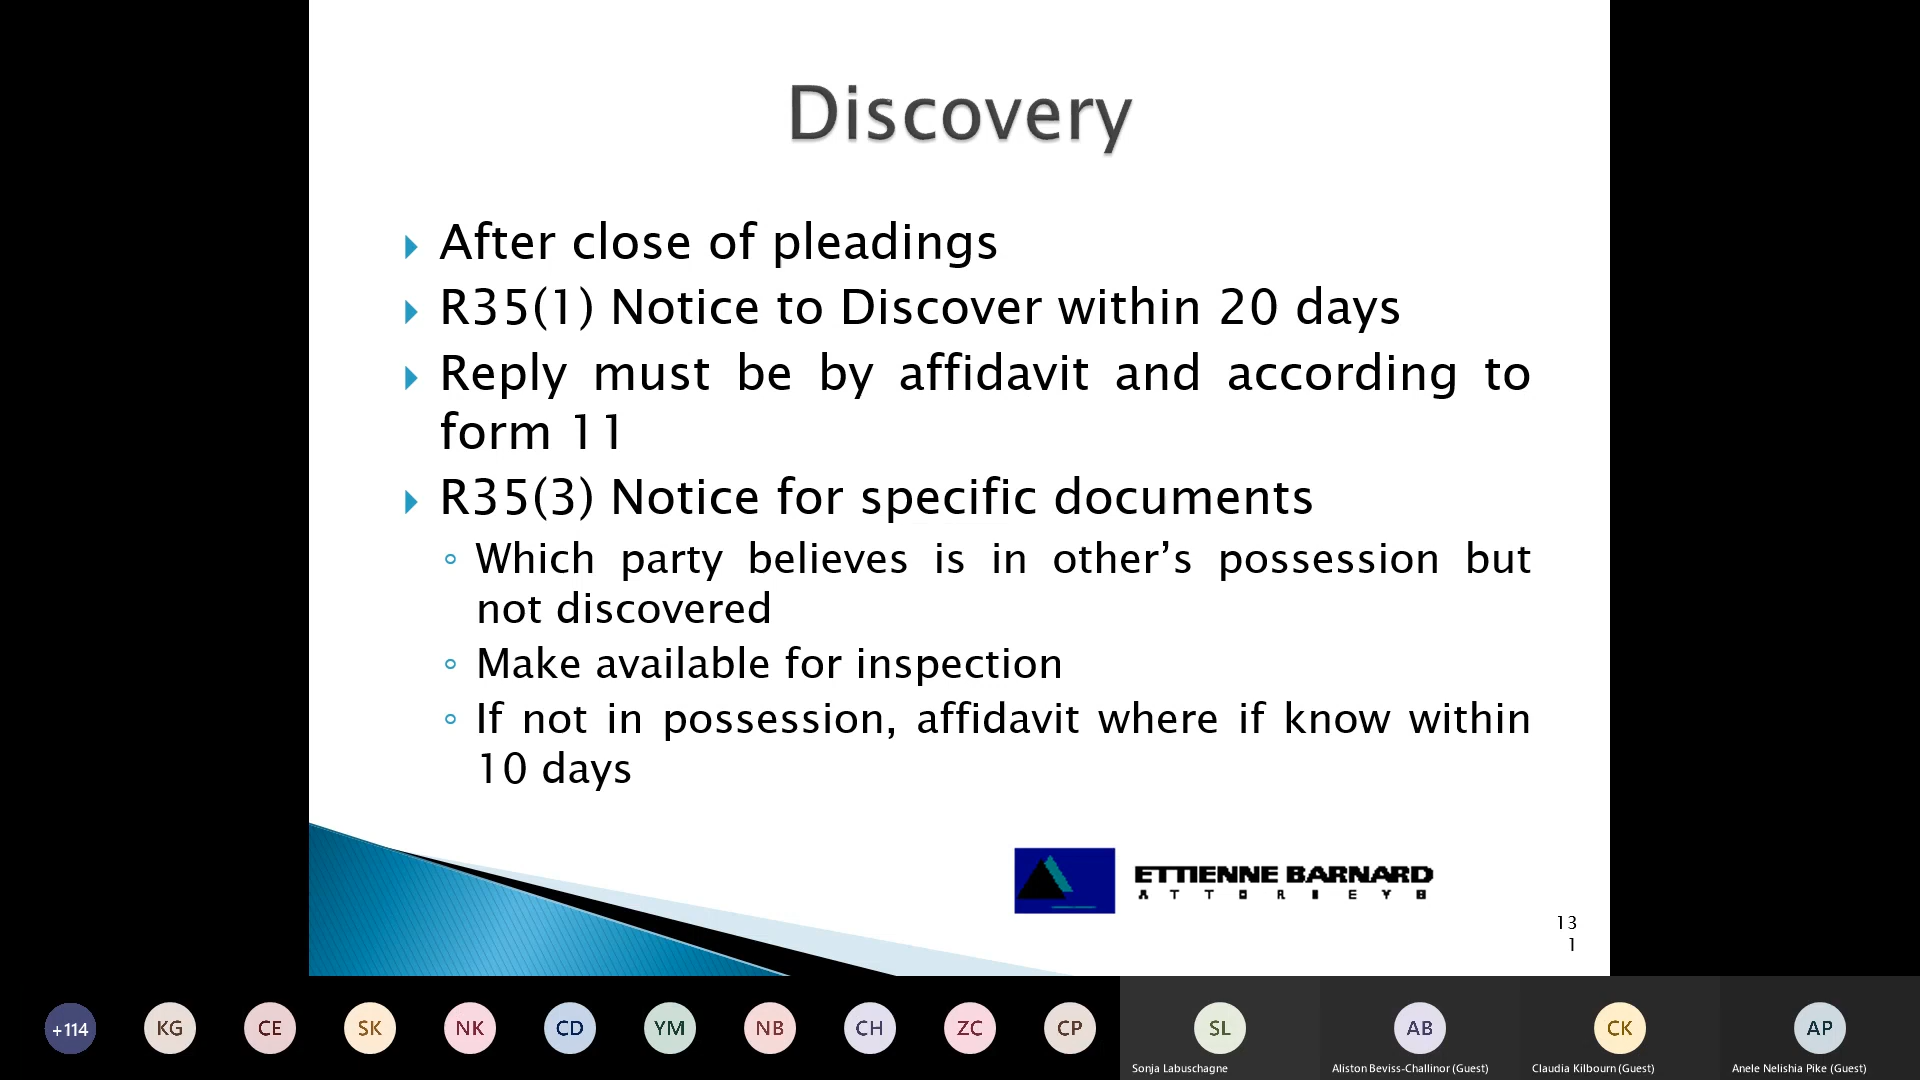 Discovery
After close of pleadings
R35(1) Notice to Discover within 20 days
Reply must be by affidavit and according to
form 11
R35(3) Notice for specific documents
Which party believes is in other’s possession but
not discovered
Make available for inspection
If not in possession, affidavit where if know within
10 days
ETTIENNE BARNARD
ATTORNEYS
13
1
+114 KG CE SK NK CD YM NB CH ZC CP SL AB CK AP
Sonja Labuschagne Aliston Beviss-Challinor (Guest) Claudia Kilbourn (Guest) Anele Nelishia Pike (Guest)